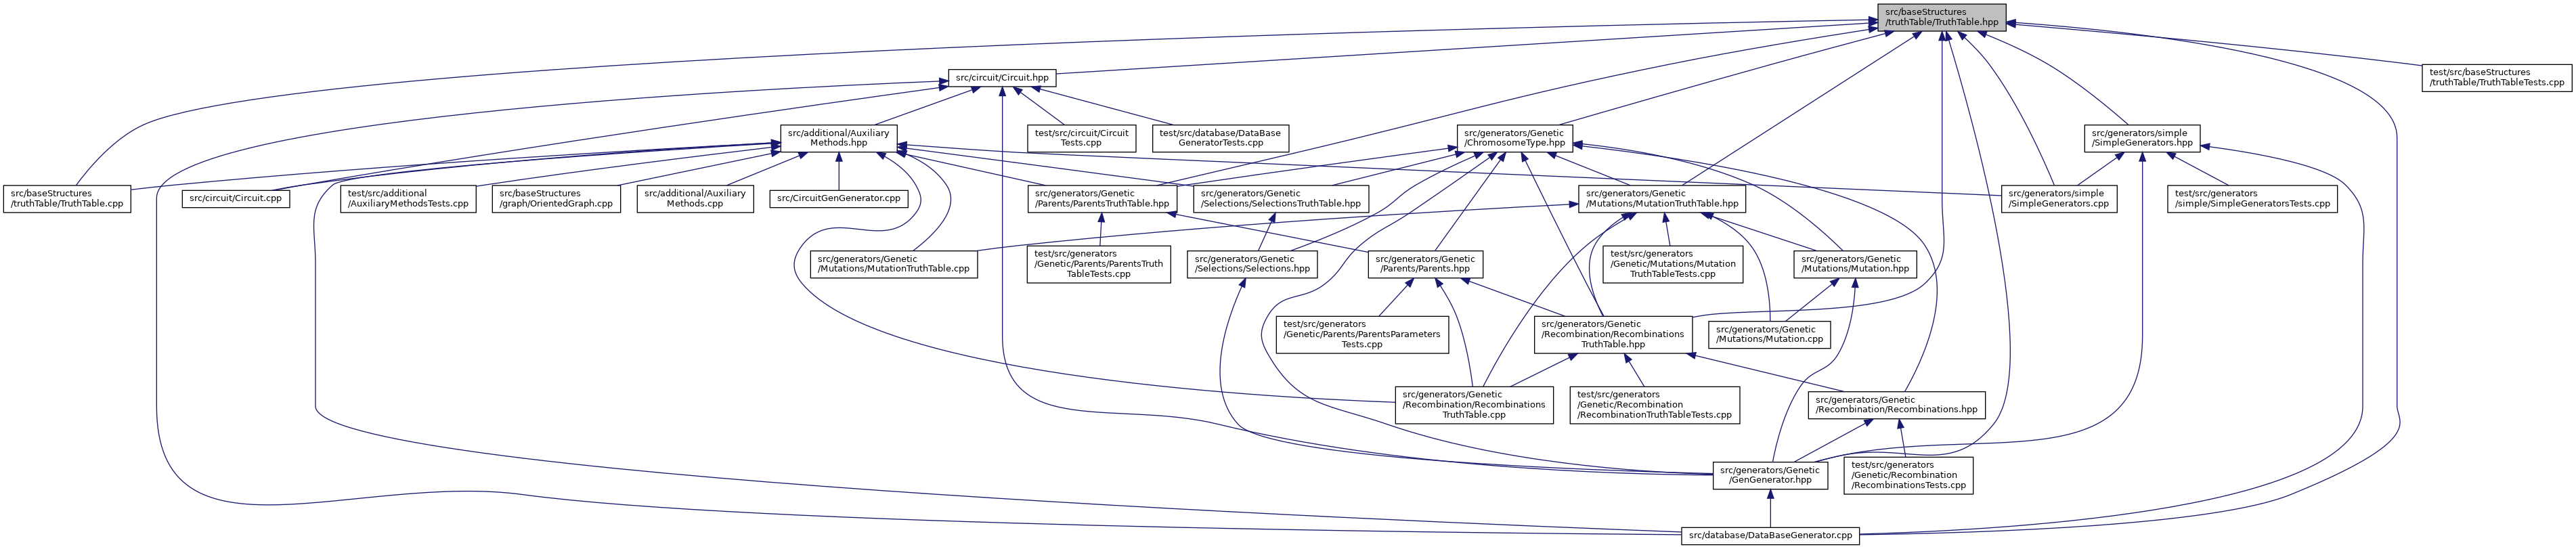 src/baseStructures
/truthTable/TruthTable.hpp
src/circuit/Circuit.hpp
test/src/baseStructures
/truthTable/TruthTableTests.cpp
src/additional/Auxiliary
Methods.hpp
test/src/circuit/Circuit
Tests.cpp
test/src/database/DataBase
GeneratorTests.cpp
src/generators/Genetic
/ChromosomeType.hpp
src/generators/simple
/SimpleGenerators.hpp
src/baseStructures
/truthTable/TruthTable.cpp
src/circuit/Circuit.cpp
test/src/additional
/AuxiliaryMethodsTests.cpp
src/baseStructures
/graph/OrientedGraph.cpp
src/additional/Auxiliary
Methods.cpp
src/CircuitGenGenerator.cpp
src/generators/Genetic
/Parents/ParentsTruthTable.hpp
src/generators/Genetic
/Selections/SelectionsTruthTable.hpp
src/generators/Genetic
/Mutations/MutationTruthTable.hpp
src/generators/simple
/SimpleGenerators.cpp
test/src/generators
/simple/SimpleGeneratorsTests.cpp
src/generators/Genetic
/Mutations/MutationTruthTable.cpp
test/src/generators
/Genetic/Parents/ParentsTruth
TableTests.cpp
src/generators/Genetic
/Selections/Selections.hpp
src/generators/Genetic
/Parents/Parents.hpp
test/src/generators
/Genetic/Mutations/Mutation
TruthTableTests.cpp
src/generators/Genetic
/Mutations/Mutation.hpp
test/src/generators
/Genetic/Parents/ParentsParameters
Tests.cpp
src/generators/Genetic
/Recombination/Recombinations
TruthTable.hpp
src/generators/Genetic
/Mutations/Mutation.cpp
src/generators/Genetic
/Recombination/Recombinations
TruthTable.cpp
test/src/generators
/Genetic/Recombination
/RecombinationTruthTableTests.cpp
src/generators/Genetic
/Recombination/Recombinations.hpp
src/generators/Genetic
/GenGenerator.hpp
test/src/generators
/Genetic/Recombination
/RecombinationsTests.cpp
src/database/DataBaseGenerator.cpp